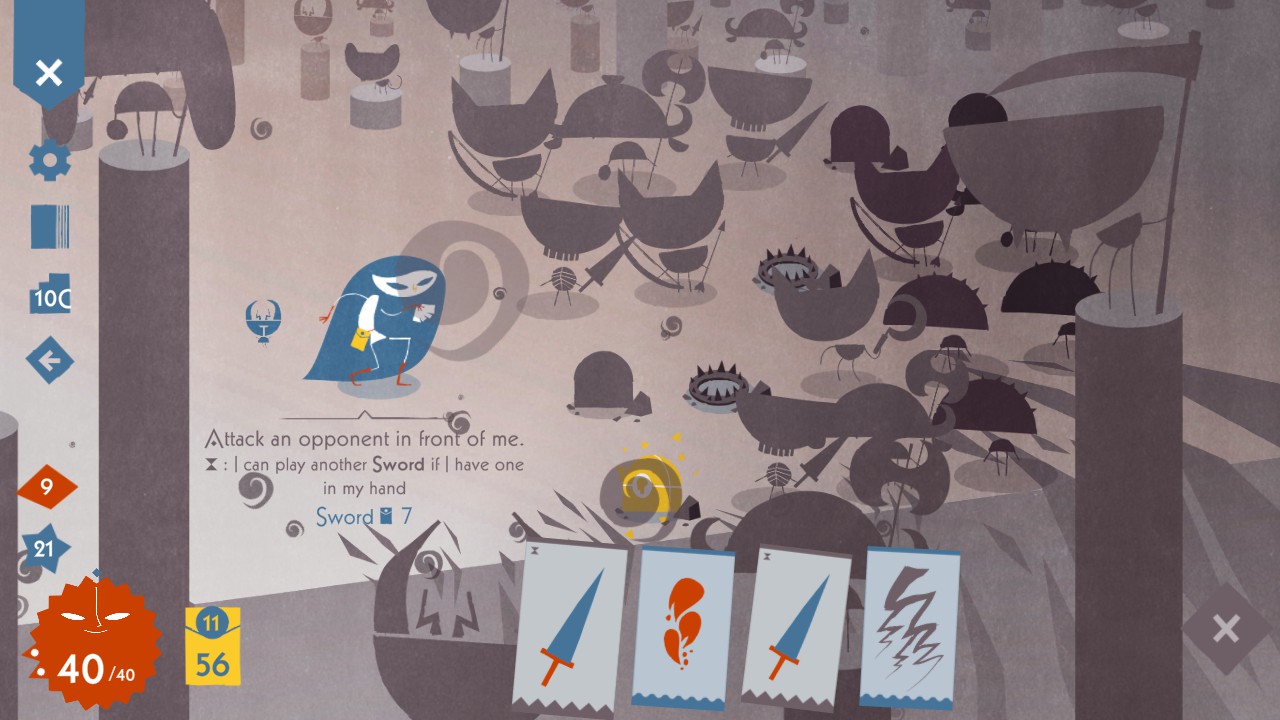 10
9
21
40/40
11
56
Attack an opponent in front of me.
: I can play another Sword if I have one
in my hand
Sword 7